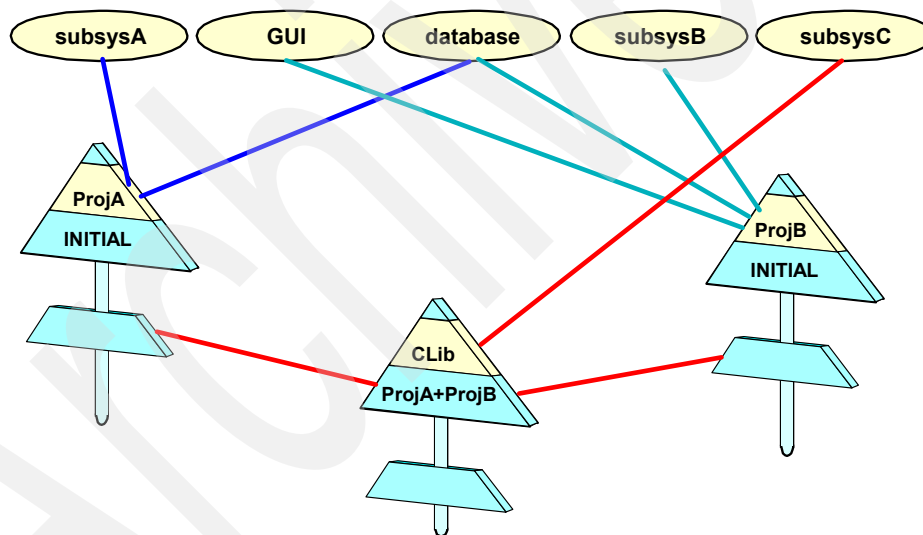 subsysA
GUI
database
subsysB
subsysC
ProjA
INITIAL
ProjB
INITIAL
CLib
ProjA+ProjB